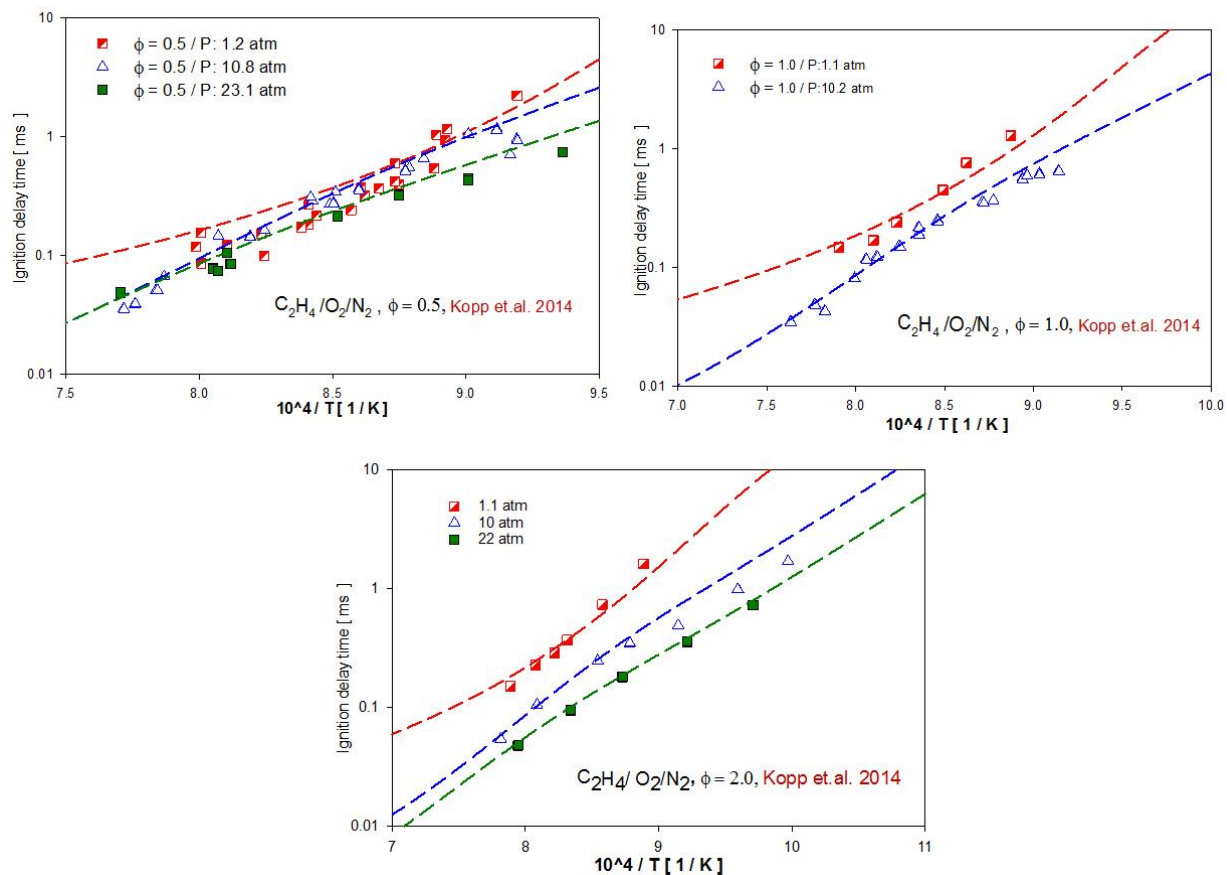 10
1
0.1
0.01
Ignition delay time [ ms ]
ϕ = 0.5 / P: 1.2 atm
ϕ = 0.5 / P: 10.8 atm
ϕ = 0.5 / P: 23.1 atm
C₂H₄ /O₂/N₂ , ϕ = 0.5, Kopp et.al. 2014
7.5 8.0 8.5 9.0 9.5
10^4 / T [ 1 / K ]
10
1
0.1
0.01
Ignition delay time [ ms ]
ϕ = 1.0 / P:1.1 atm
ϕ = 1.0 / P:10.2 atm
C₂H₄ /O₂/N₂ , ϕ = 1.0, Kopp et.al. 2014
7.0 7.5 8.0 8.5 9.0 9.5 10.0
10^4 / T [ 1 / K ]
10
1
0.1
0.01
Ignition delay time [ ms ]
1.1 atm
10 atm
22 atm
C₂H₄/ O₂/N₂, ϕ = 2.0, Kopp et.al. 2014
7 8 9 10 11
10^4 / T [ 1 / K ]